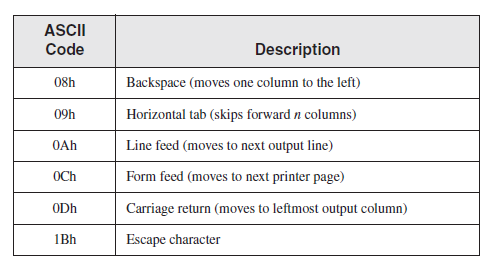 ASCII
Code Description
08h Backspace (moves one column to the left)
09h Horizontal tab (skips forward n columns)
0Ah Line feed (moves to next output line)
0Ch Form feed (moves to next printer page)
0Dh Carriage return (moves to leftmost output column)
1Bh Escape character